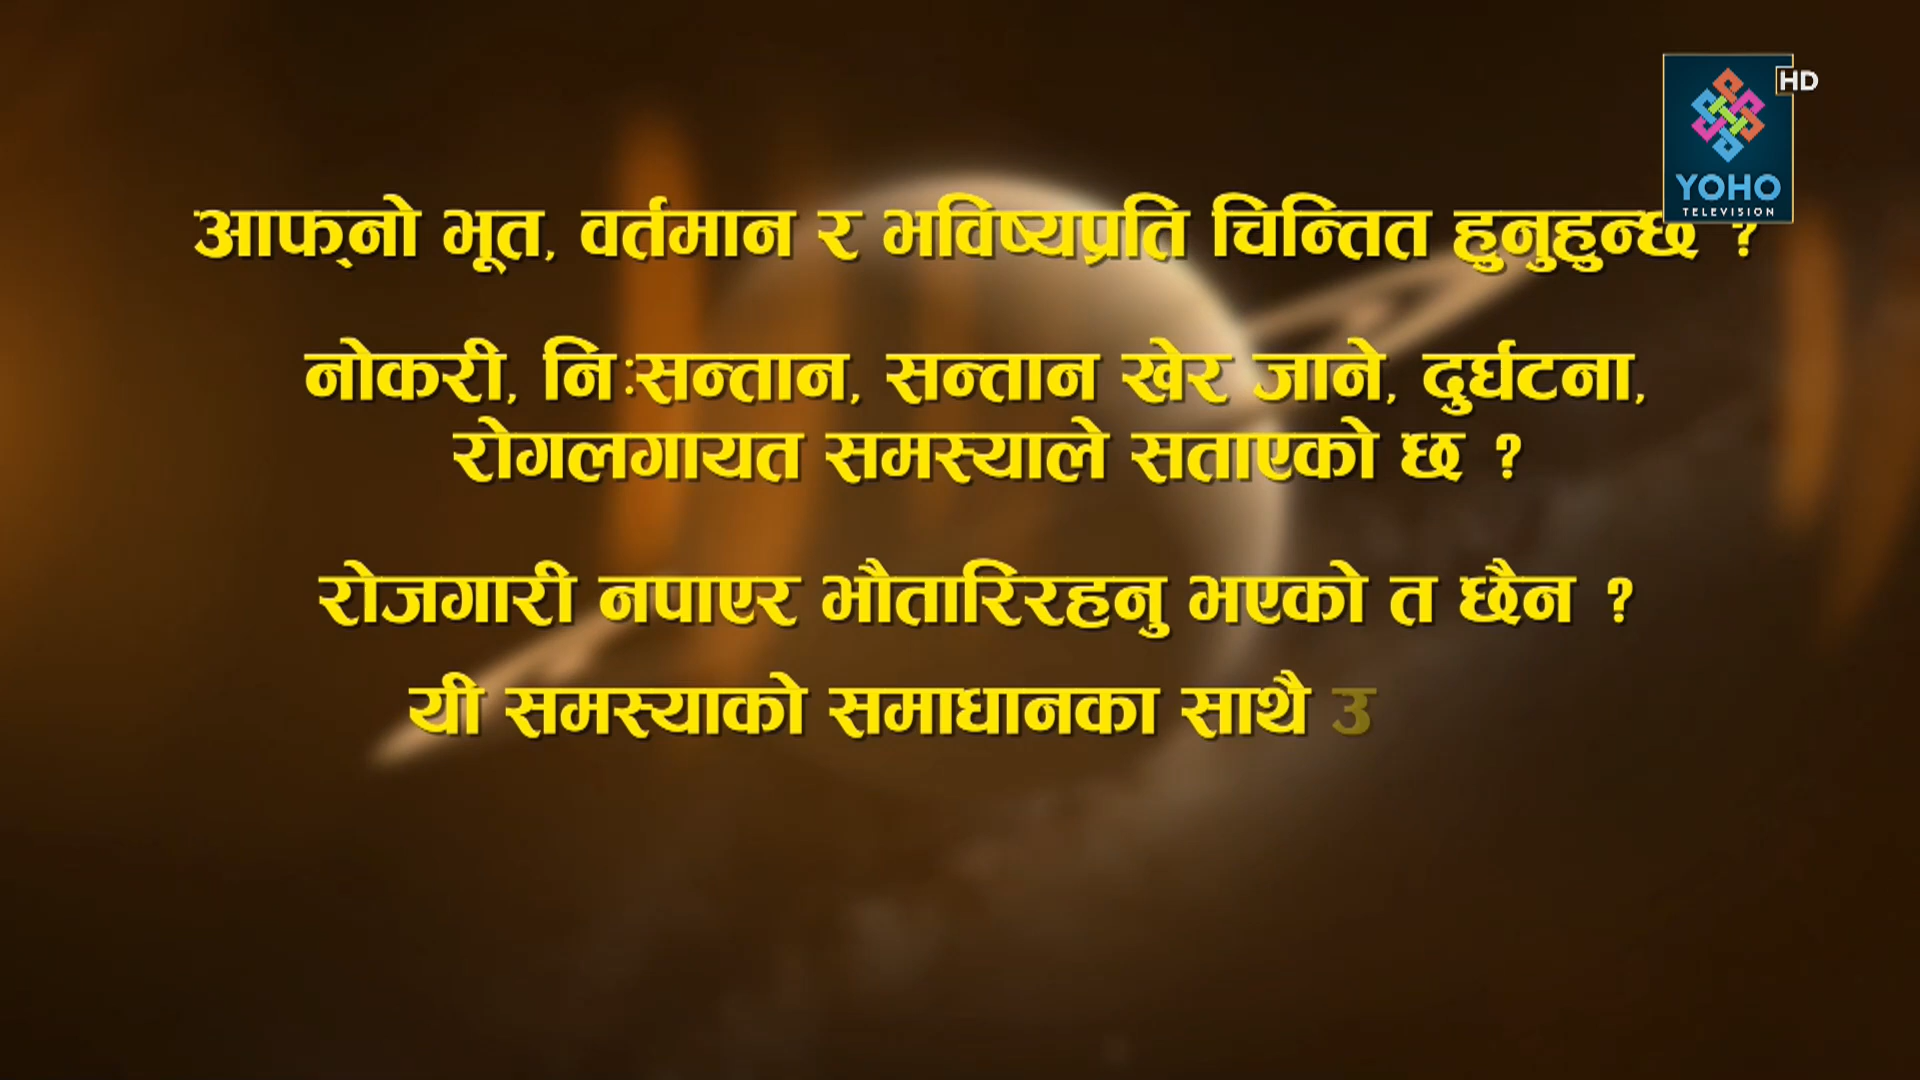 HD
YOHO
TELEVISION
आफ्‌नो भूत, वर्तमान र भविष्यप्रति चिन्तित हुनुहुन्छ ?
नोकरी, निःसन्तान, सन्तान खेर जाने, दुर्घटना,
रोगलगायत समस्याले सताएको छ ?
रोजगारी नपाएर भौतारिरहनु भएको त छैन ?
यी समस्याको समाधानका साथै उ